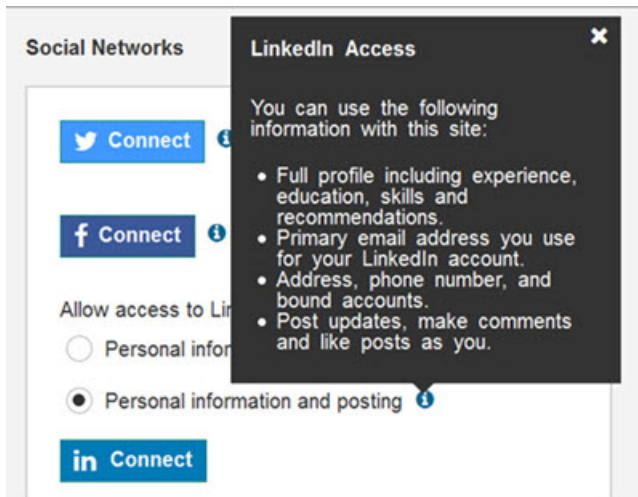 Social Networks
LinkedIn Access
You can use the following
information with this site:
• Full profile including experience,
education, skills and
recommendations.
• Primary email address you use
for your LinkedIn account.
• Address, phone number, and
bound accounts.
• Post updates, make comments
and like posts as you.
Connect
Connect
Allow access to
Personal
Personal information and posting
in Connect